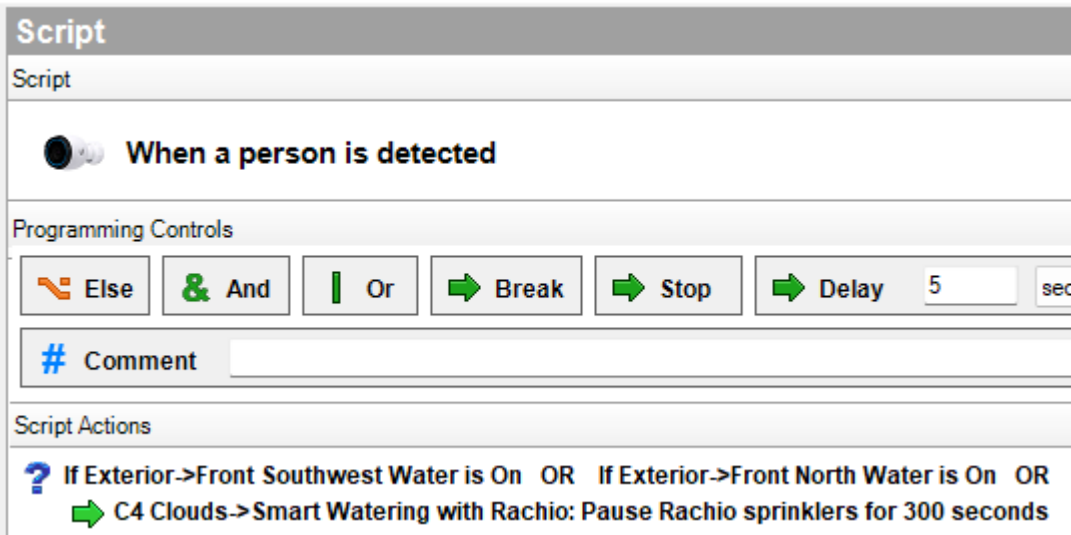 Script
Script
When a person is detected
Programming Controls
Else & And Or Break Stop Delay 5 sec
# Comment
Script Actions
? If Exterior->Front Southwest Water is On OR If Exterior->Front North Water is On OR
C4 Clouds->Smart Watering with Rachio: Pause Rachio sprinklers for 300 seconds